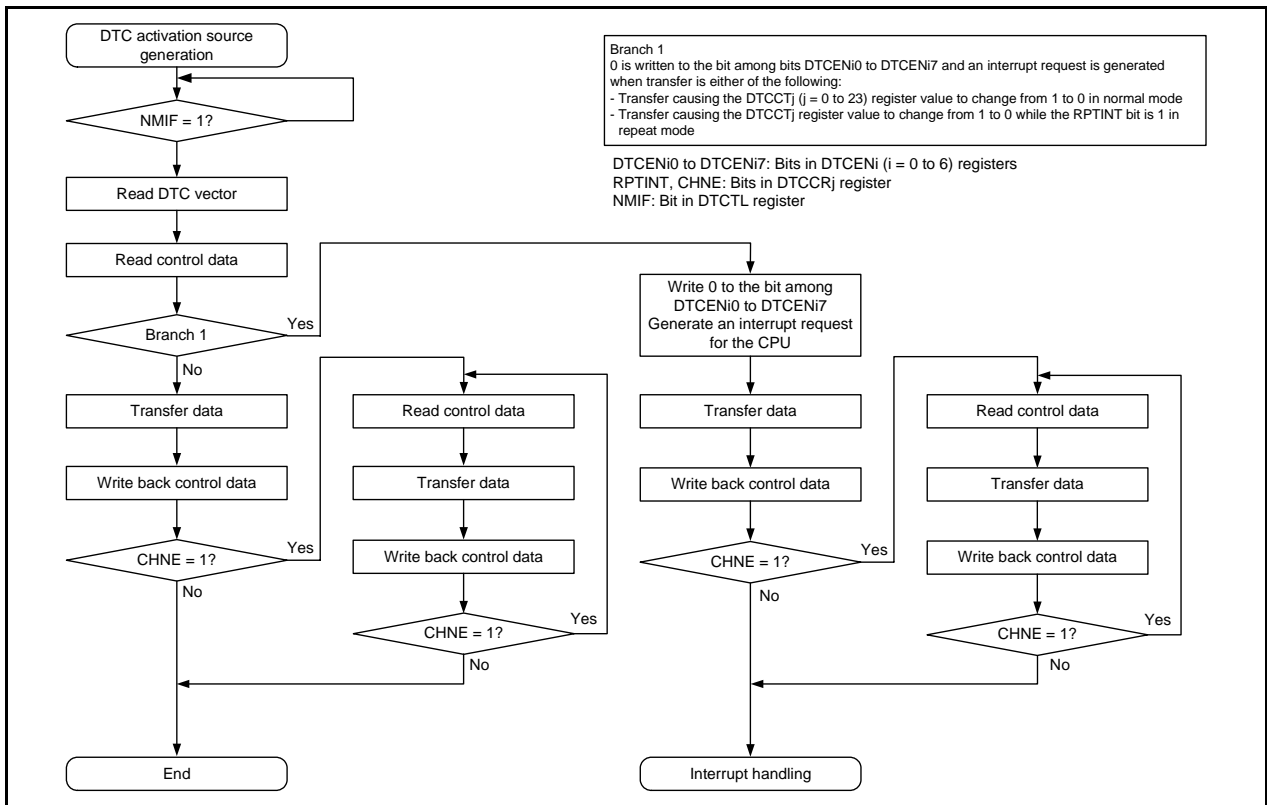 DTC activation source
generation
NMIF = 1?
Read DTC vector
Read control data
Branch 1
Yes
No
Transfer data
Write back control data
CHNE = 1?
Yes
No
Read control data
Transfer data
Write back control data
CHNE = 1?
Yes
No
End
Branch 1
0 is written to the bit among bits DTCENi0 to DTCENi7 and an interrupt request is generated
when transfer is either of the following:
- Transfer causing the DTCCTj (j = 0 to 23) register value to change from 1 to 0 in normal mode
- Transfer causing the DTCCTj register value to change from 1 to 0 while the RPTINT bit is 1 in
repeat mode
DTCENi0 to DTCENi7: Bits in DTCENi (i = 0 to 6) registers
RPTINT, CHNE: Bits in DTCCRj register
NMIF: Bit in DTCTL register
Write 0 to the bit among
DTCENi0 to DTCENi7
Generate an interrupt request
for the CPU
Transfer data
Write back control data
CHNE = 1?
Yes
No
Read control data
Transfer data
Write back control data
CHNE = 1?
Yes
No
Interrupt handling